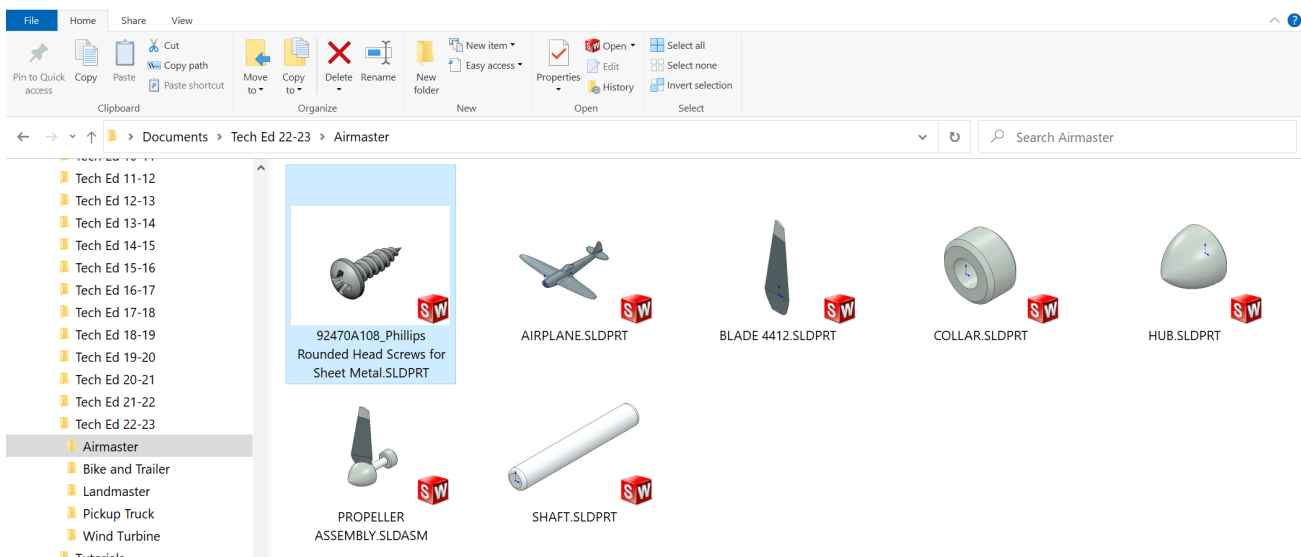 File Home Share View
Pin to Quick access
Copy
Paste
Cut
Copy path
Paste shortcut
Move to
Copy to
Delete
Rename
New folder
New item
Easy access
Properties
Open
Edit
History
Select all
Select none
Invert selection
Clipboard Organize New Open Select
Documents Tech Ed 22-23 Airmaster
Search Airmaster
Tech Ed 11-12
Tech Ed 12-13
Tech Ed 13-14
Tech Ed 14-15
Tech Ed 15-16
Tech Ed 16-17
Tech Ed 17-18
Tech Ed 18-19
Tech Ed 19-20
Tech Ed 20-21
Tech Ed 21-22
Tech Ed 22-23
Airmaster
Bike and Trailer
Landmaster
Pickup Truck
Wind Turbine
92470A108_Phillips
Rounded Head Screws for
Sheet Metal.SLDPRT
AIRPLANE.SLDPRT
BLADE 4412.SLDPRT
COLLAR.SLDPRT
HUB.SLDPRT
PROPELLER
ASSEMBLY.SLDASM
SHAFT.SLDPRT